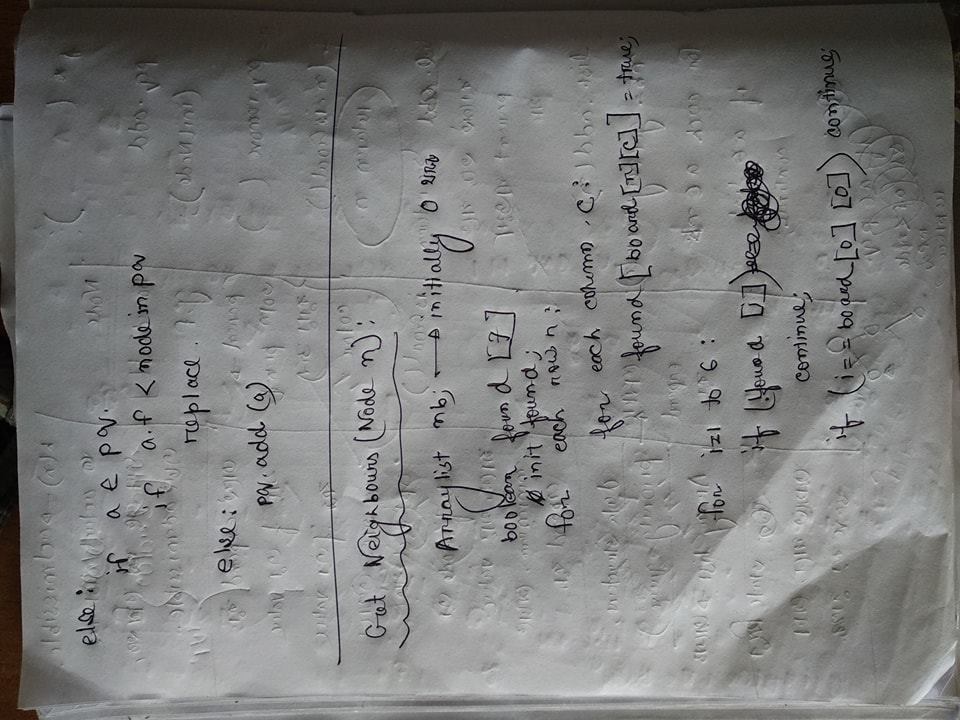 else:
if a ∈ pq.
if a.f < node in pq
replace.
else:
pq.add (a)
Get Neighbours (Node n):
Arraylist nb; → initially 0
boolean found [7]
init found;
for each row r:
for each column c:
found [board[r][c]] = true;
for i=1 to 6:
if (!found [i])
continue;
if (i == board [0] [0]) continue;